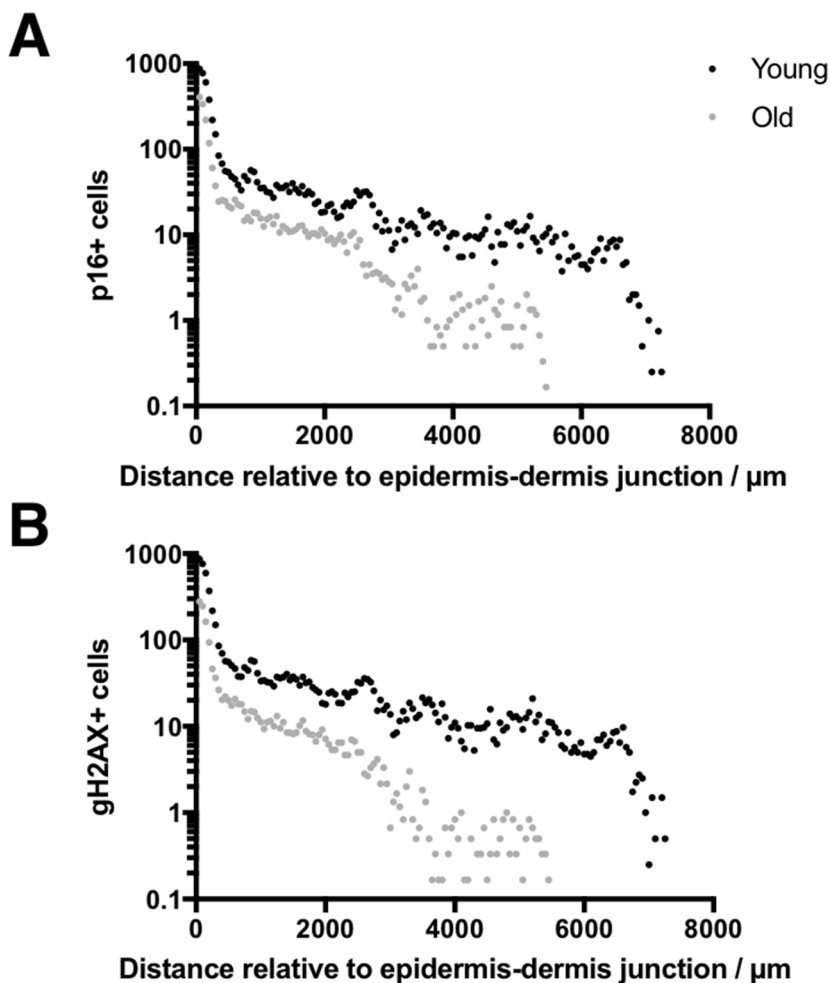 A
1000
100
10
1
0.1
p16+ cells
0 2000 4000 6000 8000
Distance relative to epidermis-dermis junction / µm
Young
Old
B
1000
100
10
1
0.1
gH2AX+ cells
0 2000 4000 6000 8000
Distance relative to epidermis-dermis junction / µm